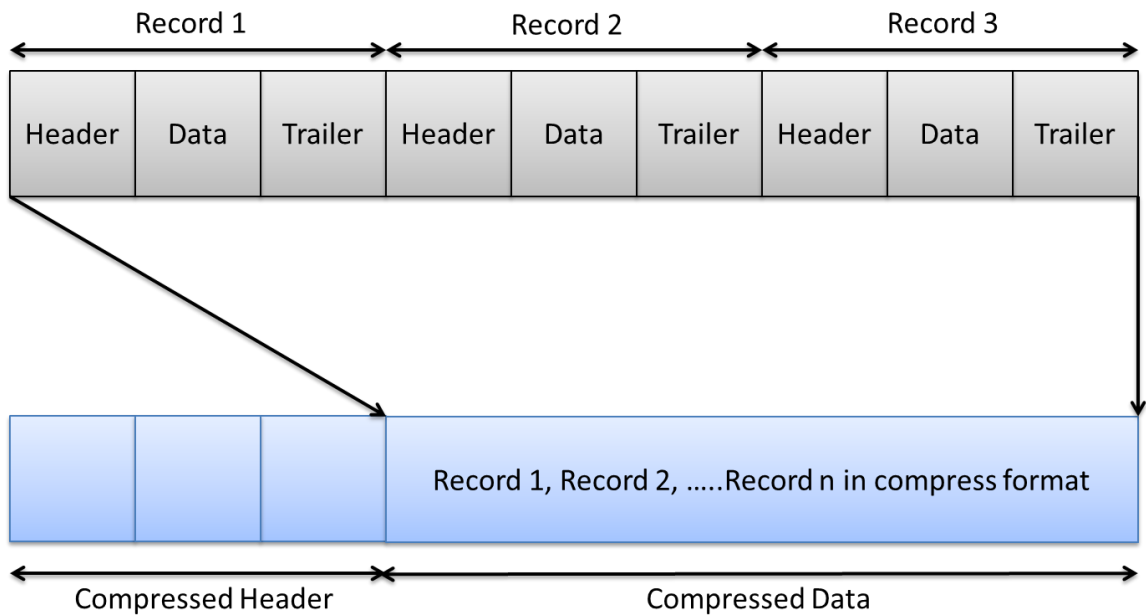 Record 1
Record 2
Record 3
Header
Data
Trailer
Header
Data
Trailer
Header
Data
Trailer
Record 1, Record 2, .....Record n in compress format
Compressed Header
Compressed Data